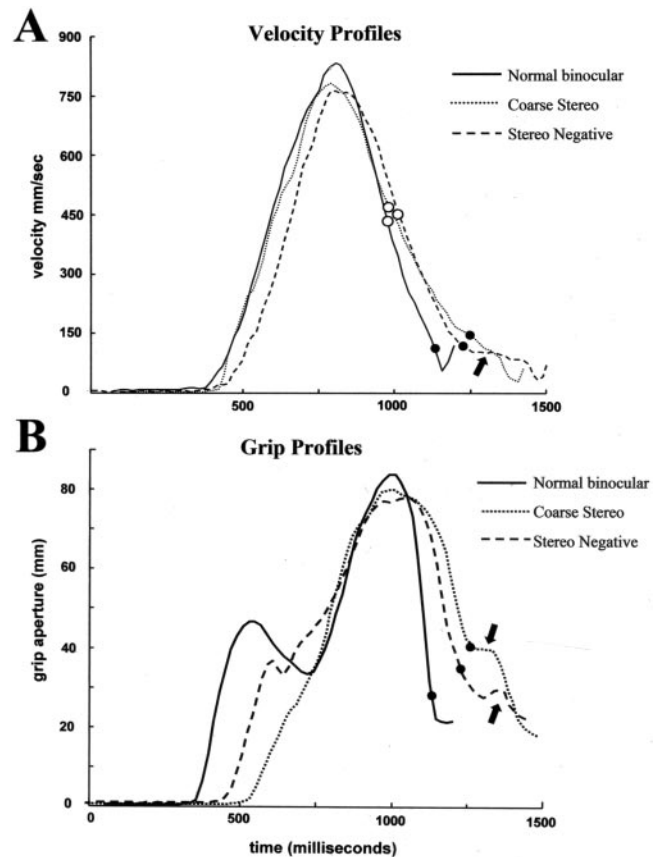 A
Velocity Profiles
900
750
600
450
300
150
0
velocity mm/sec
Normal binocular
Coarse Stereo
Stereo Negative
500
1000
1500
B
Grip Profiles
80
60
40
20
0
grip aperture (mm)
Normal binocular
Coarse Stereo
Stereo Negative
0
500
1000
1500
time (milliseconds)